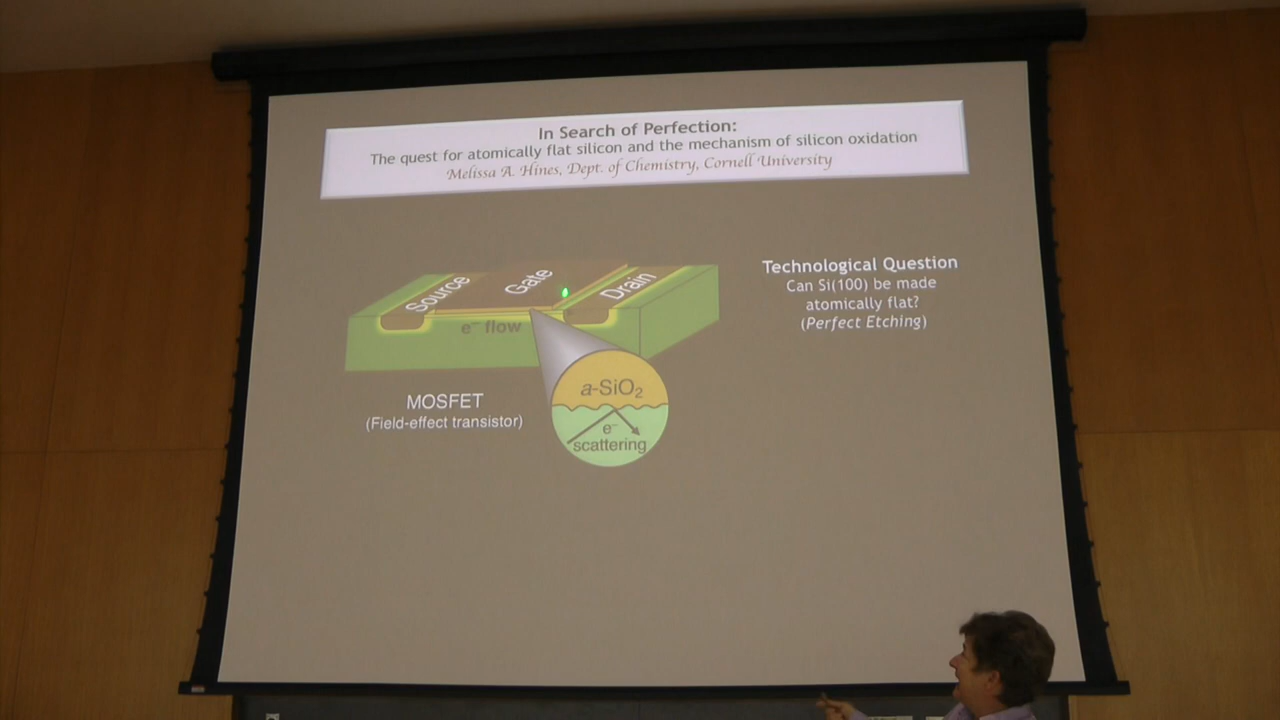 In Search of Perfection:
The quest for atomically flat silicon and the mechanism of silicon oxidation
Melissa A. Hines, Dept. of Chemistry, Cornell University
Source
Gate
Drain
e⁻ flow
Technological Question
Can Si(100) be made
atomically flat?
(Perfect Etching)
MOSFET
(Field-effect transistor)
a-SiO₂
e⁻
scattering